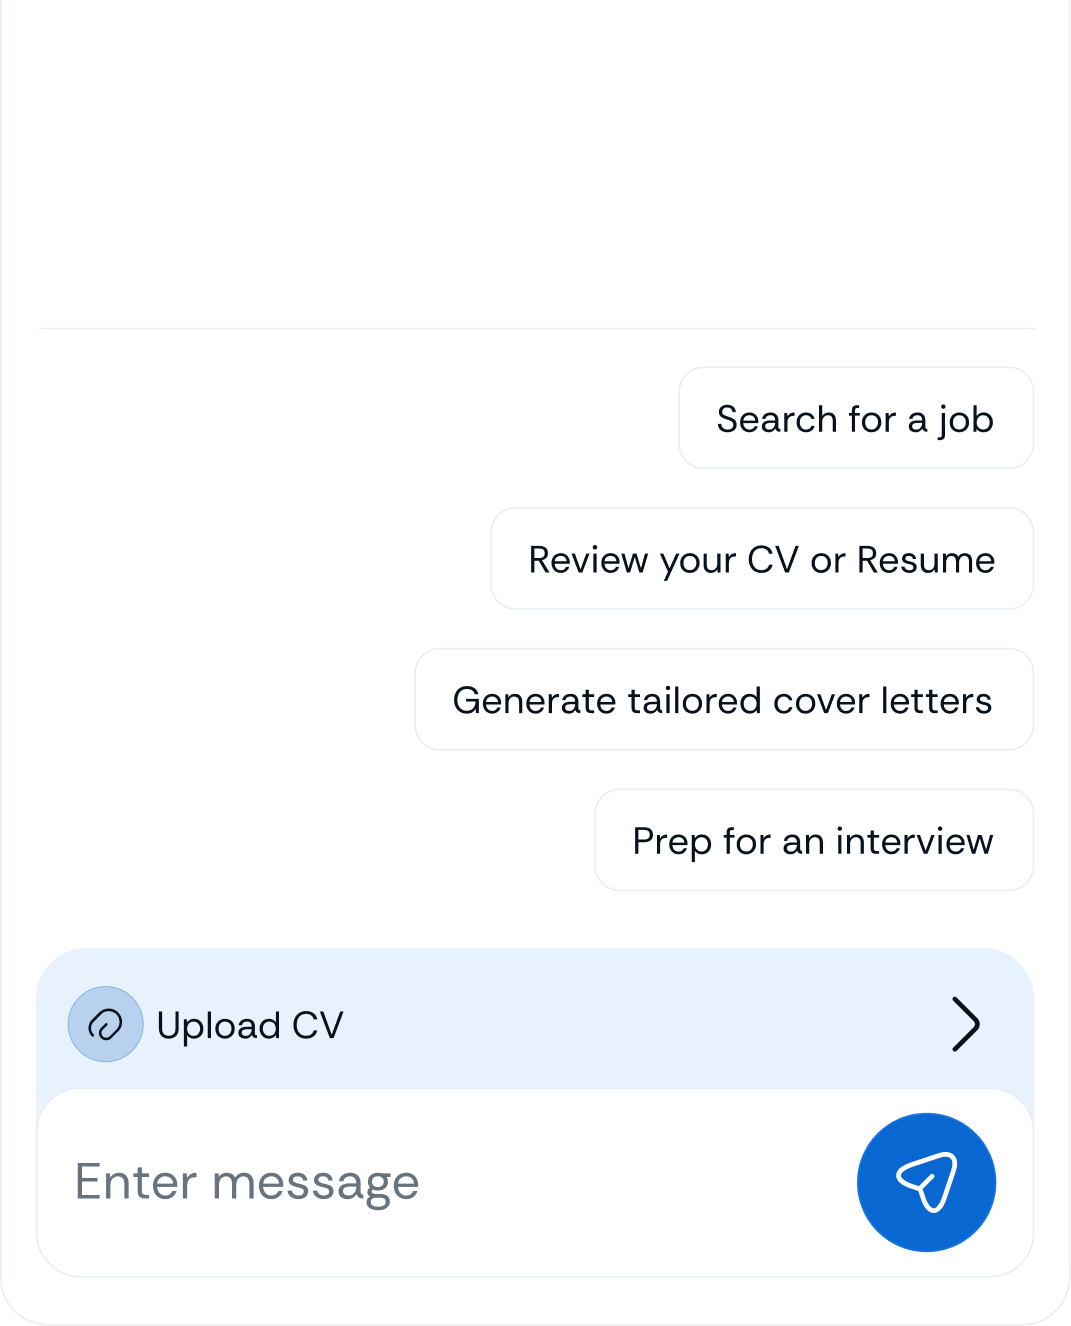 Search for a job
Review your CV or Resume
Generate tailored cover letters
Prep for an interview
Upload CV
Enter message